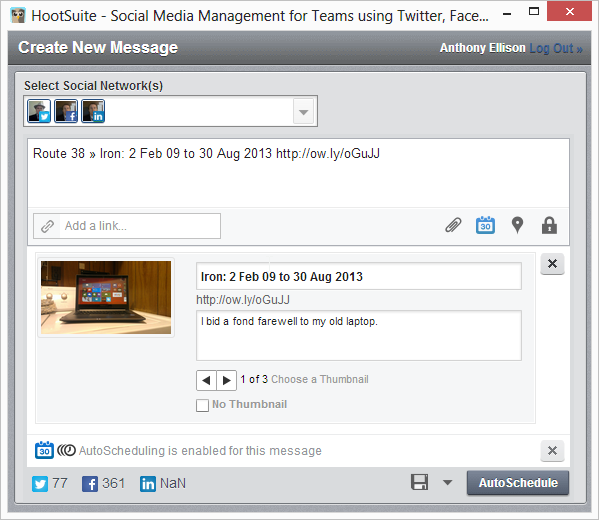 HootSuite - Social Media Management for Teams using Twitter, Face...
Create New Message
Anthony Ellison Log Out »
Select Social Network(s)
Route 38 » Iron: 2 Feb 09 to 30 Aug 2013 http://ow.ly/oGuJJ
Add a link...
30
Iron: 2 Feb 09 to 30 Aug 2013
http://ow.ly/oGuJJ
I bid a fond farewell to my old laptop.
1 of 3 Choose a Thumbnail
No Thumbnail
30 AutoScheduling is enabled for this message
77 361 NaN
AutoSchedule